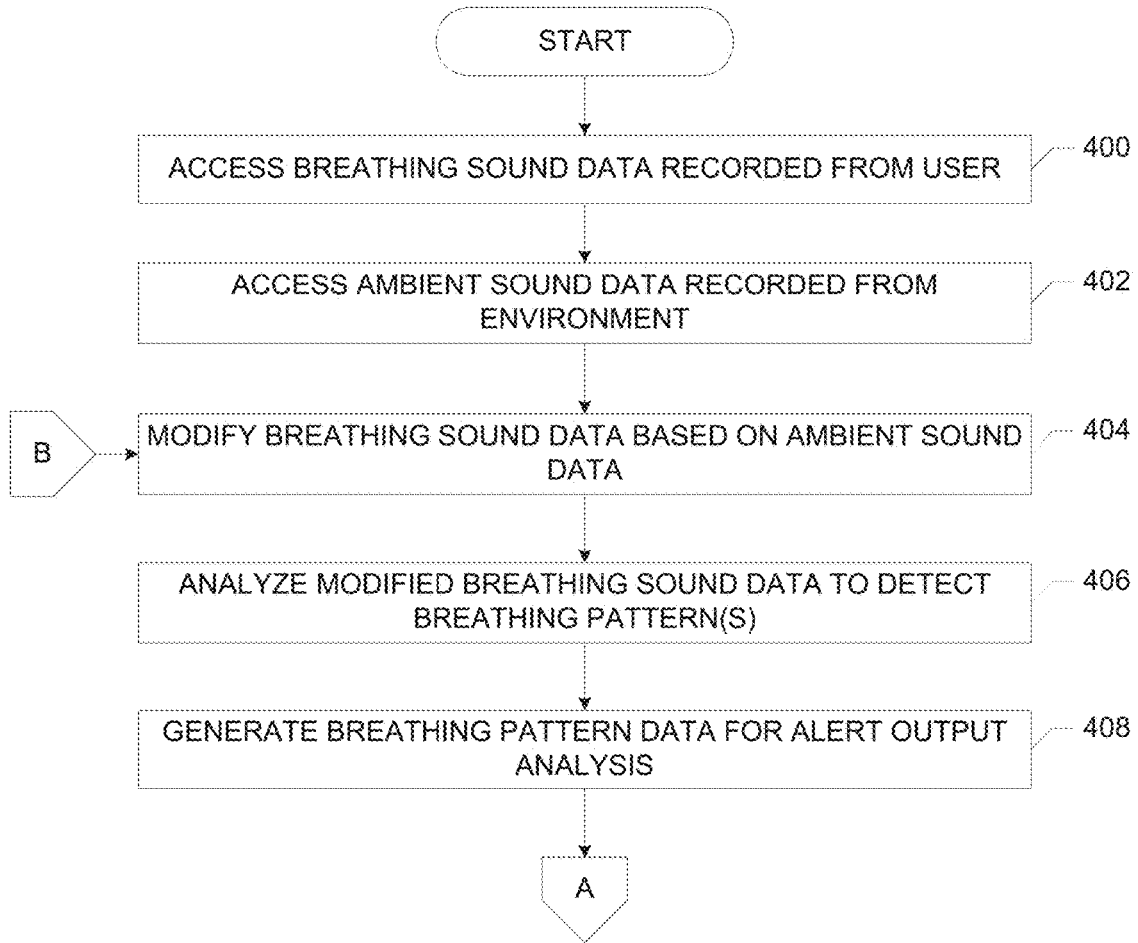 START
ACCESS BREATHING SOUND DATA RECORDED FROM USER
400
ACCESS AMBIENT SOUND DATA RECORDED FROM
ENVIRONMENT
402
B
MODIFY BREATHING SOUND DATA BASED ON AMBIENT SOUND
DATA
404
ANALYZE MODIFIED BREATHING SOUND DATA TO DETECT
BREATHING PATTERN(S)
406
GENERATE BREATHING PATTERN DATA FOR ALERT OUTPUT
ANALYSIS
408
A